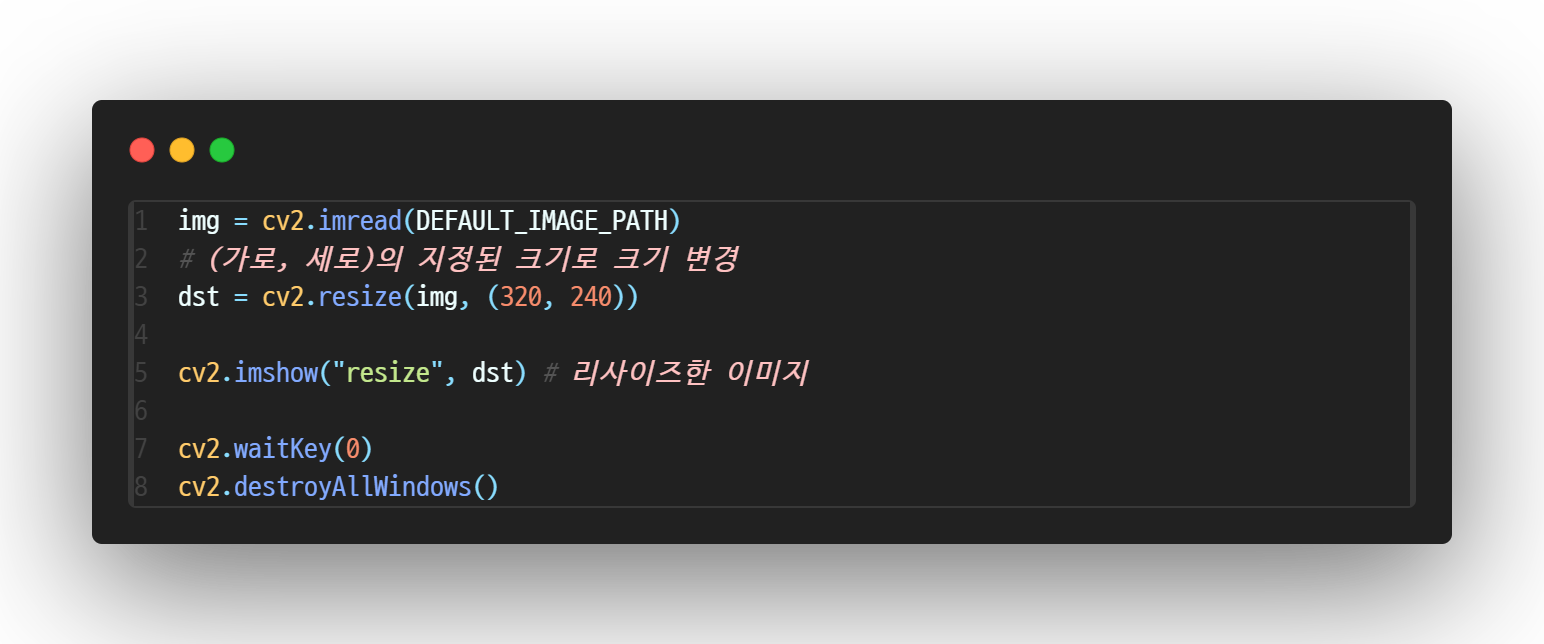 1 img = cv2.imread(DEFAULT_IMAGE_PATH)
2 # (가로, 세로)의 지정된 크기로 크기 변경
3 dst = cv2.resize(img, (320, 240))
4
5 cv2.imshow("resize", dst) # 리사이즈한 이미지
6
7 cv2.waitKey(0)
8 cv2.destroyAllWindows()